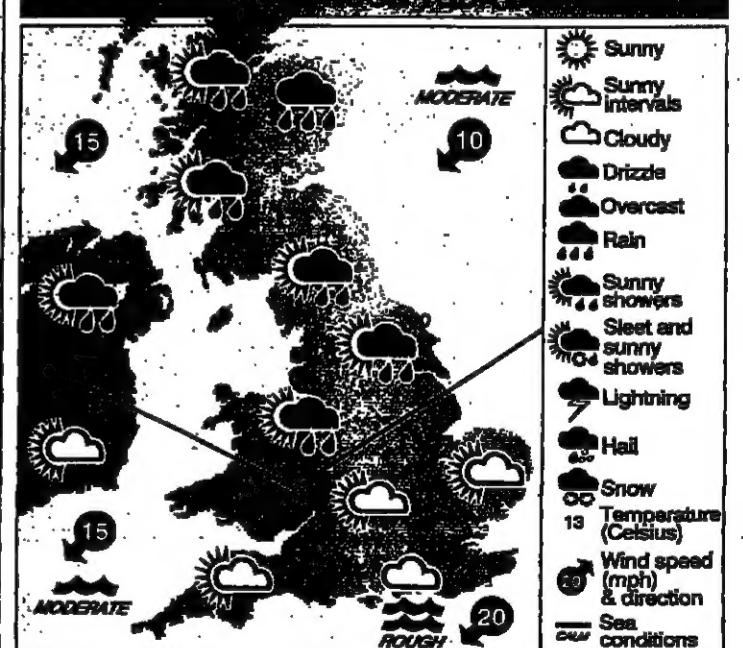 MODERATE
15
10
15
MODERATE
ROUGH
20
Sunny
Sunny
intervals
Cloudy
Drizzle
Overcast
Rain
Sunny
showers
Sleet and
sunny
showers
Lightning
Hail
Snow
13 Temperature
(Celsius)
Wind speed
(mph)
& direction
Sea
CALM conditions